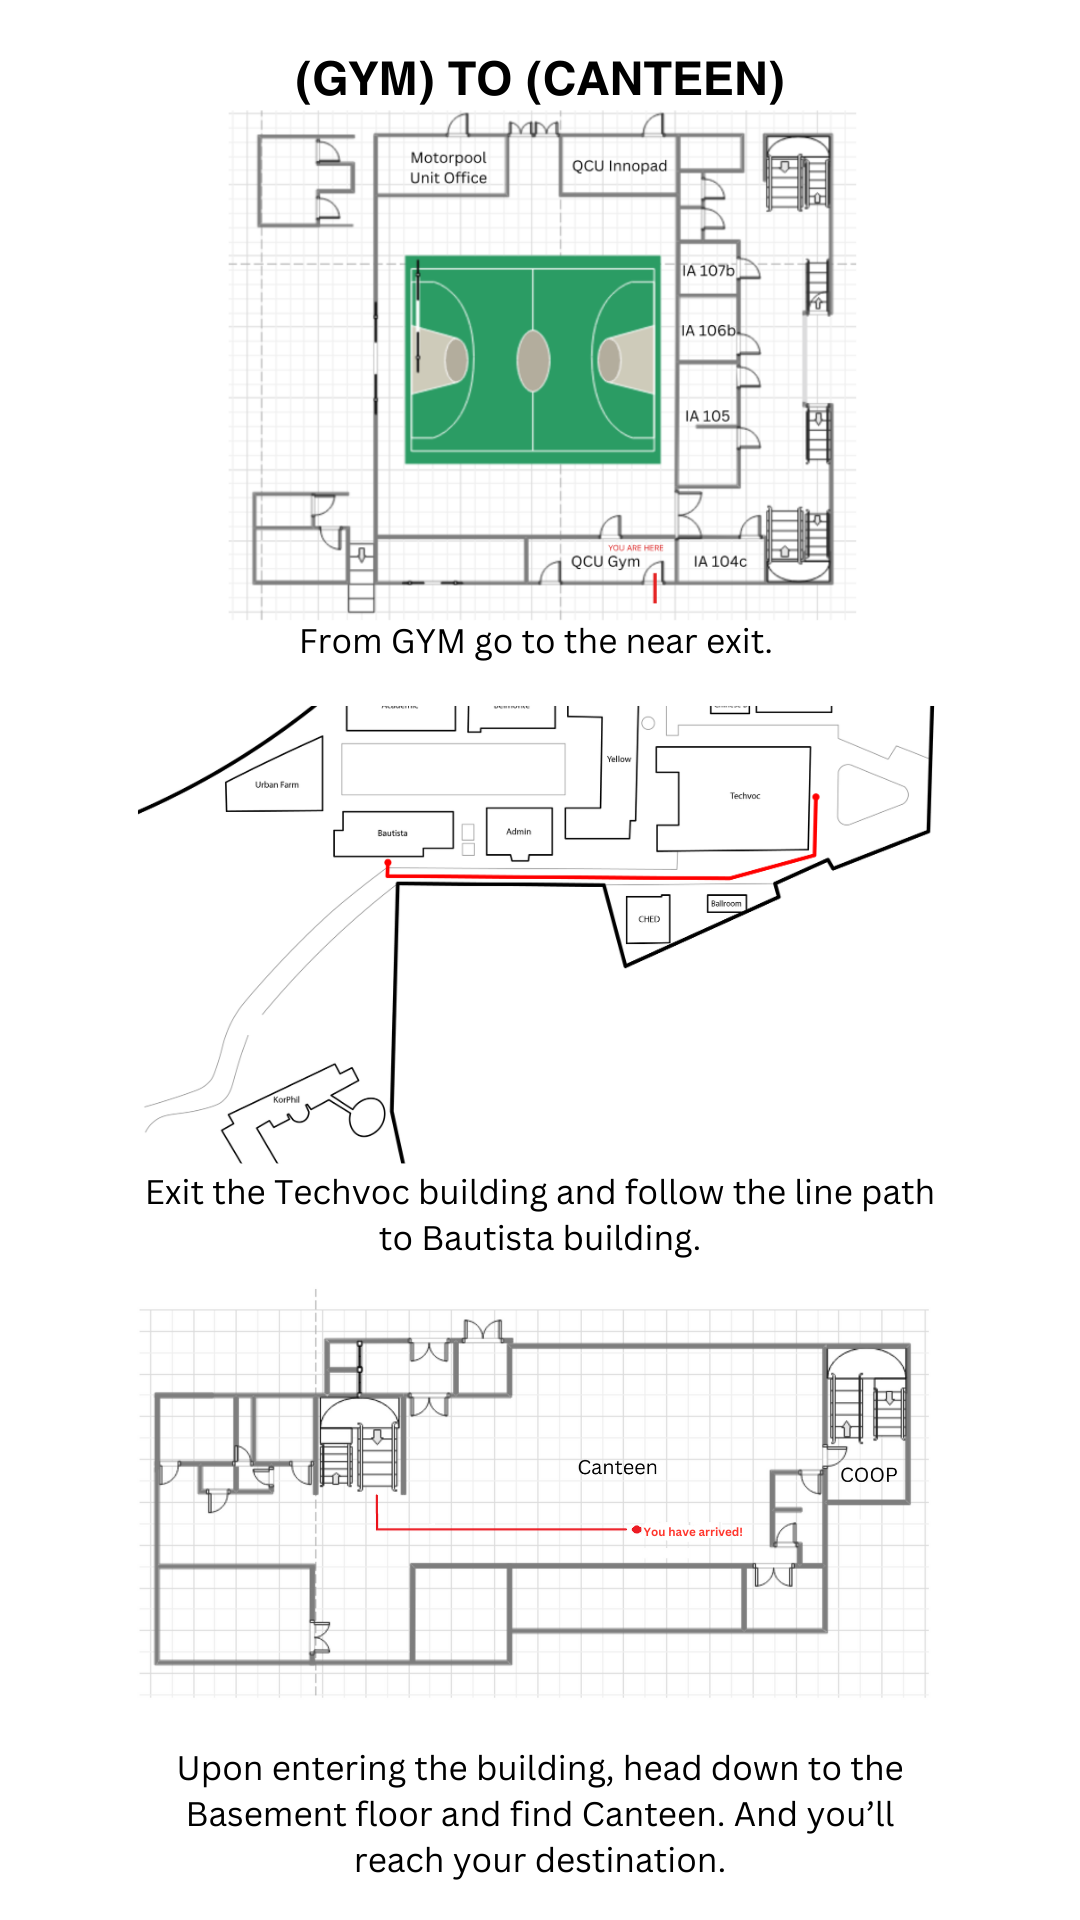 (GYM) TO (CANTEEN)
Motorpool
Unit Office
QCU Innopad
IA 107b
IA 106b
IA 105
YOU ARE HERE
QCU Gym
IA 104c
From GYM go to the near exit.
Academic
Belmonte
Yellow
Urban Farm
Techvoc
Bautista
Admin
CHED
Ballroom
KorPhil
Exit the Techvoc building and follow the line path
to Bautista building.
Canteen
COOP
You have arrived!
Upon entering the building, head down to the
Basement floor and find Canteen. And you’ll
reach your destination.